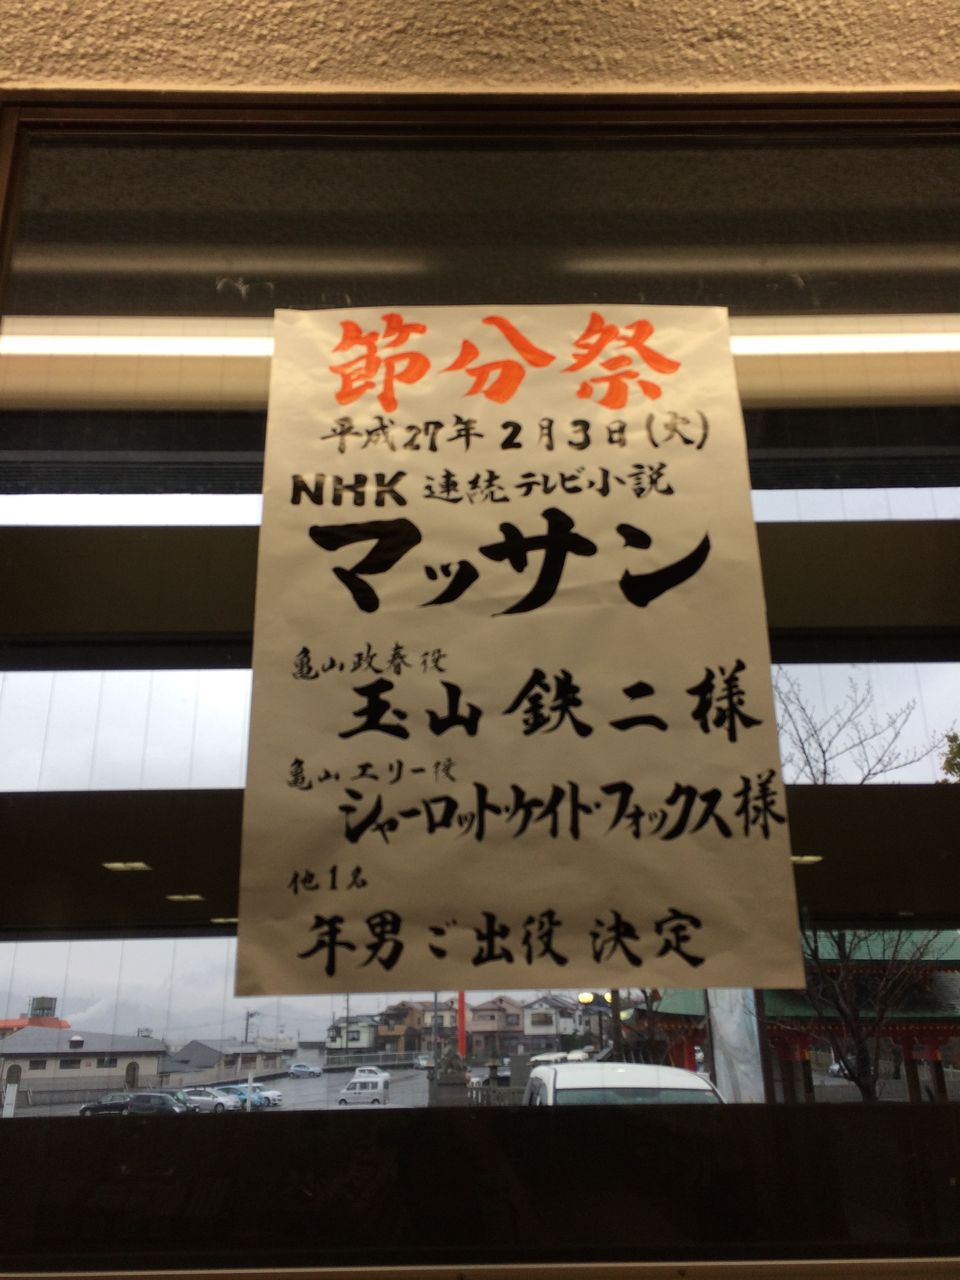 節分祭
平成27年2月3日(火)
NHK 連続テレビ小説
マッサン
亀山政春役
玉山鉄二様
亀山エリー役
シャーロット・ケイト・フォックス様
他1名
年男ご出役決定